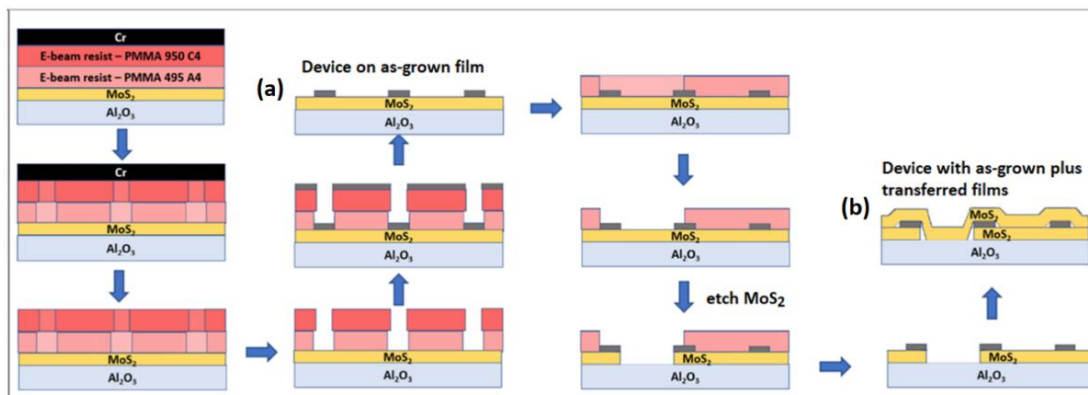 Cr
E-beam resist – PMMA 950 C4
E-beam resist – PMMA 495 A4
MoS₂
Al₂O₃
Cr
MoS₂
Al₂O₃
MoS₂
Al₂O₃
MoS₂
Al₂O₃
MoS₂
Al₂O₃
(a)
Device on as-grown film
MoS₂
Al₂O₃
MoS₂
Al₂O₃
MoS₂
Al₂O₃
etch MoS₂
MoS₂
Al₂O₃
Device with as-grown plus
transferred films
(b)
MoS₂
MoS₂
Al₂O₃
MoS₂
Al₂O₃